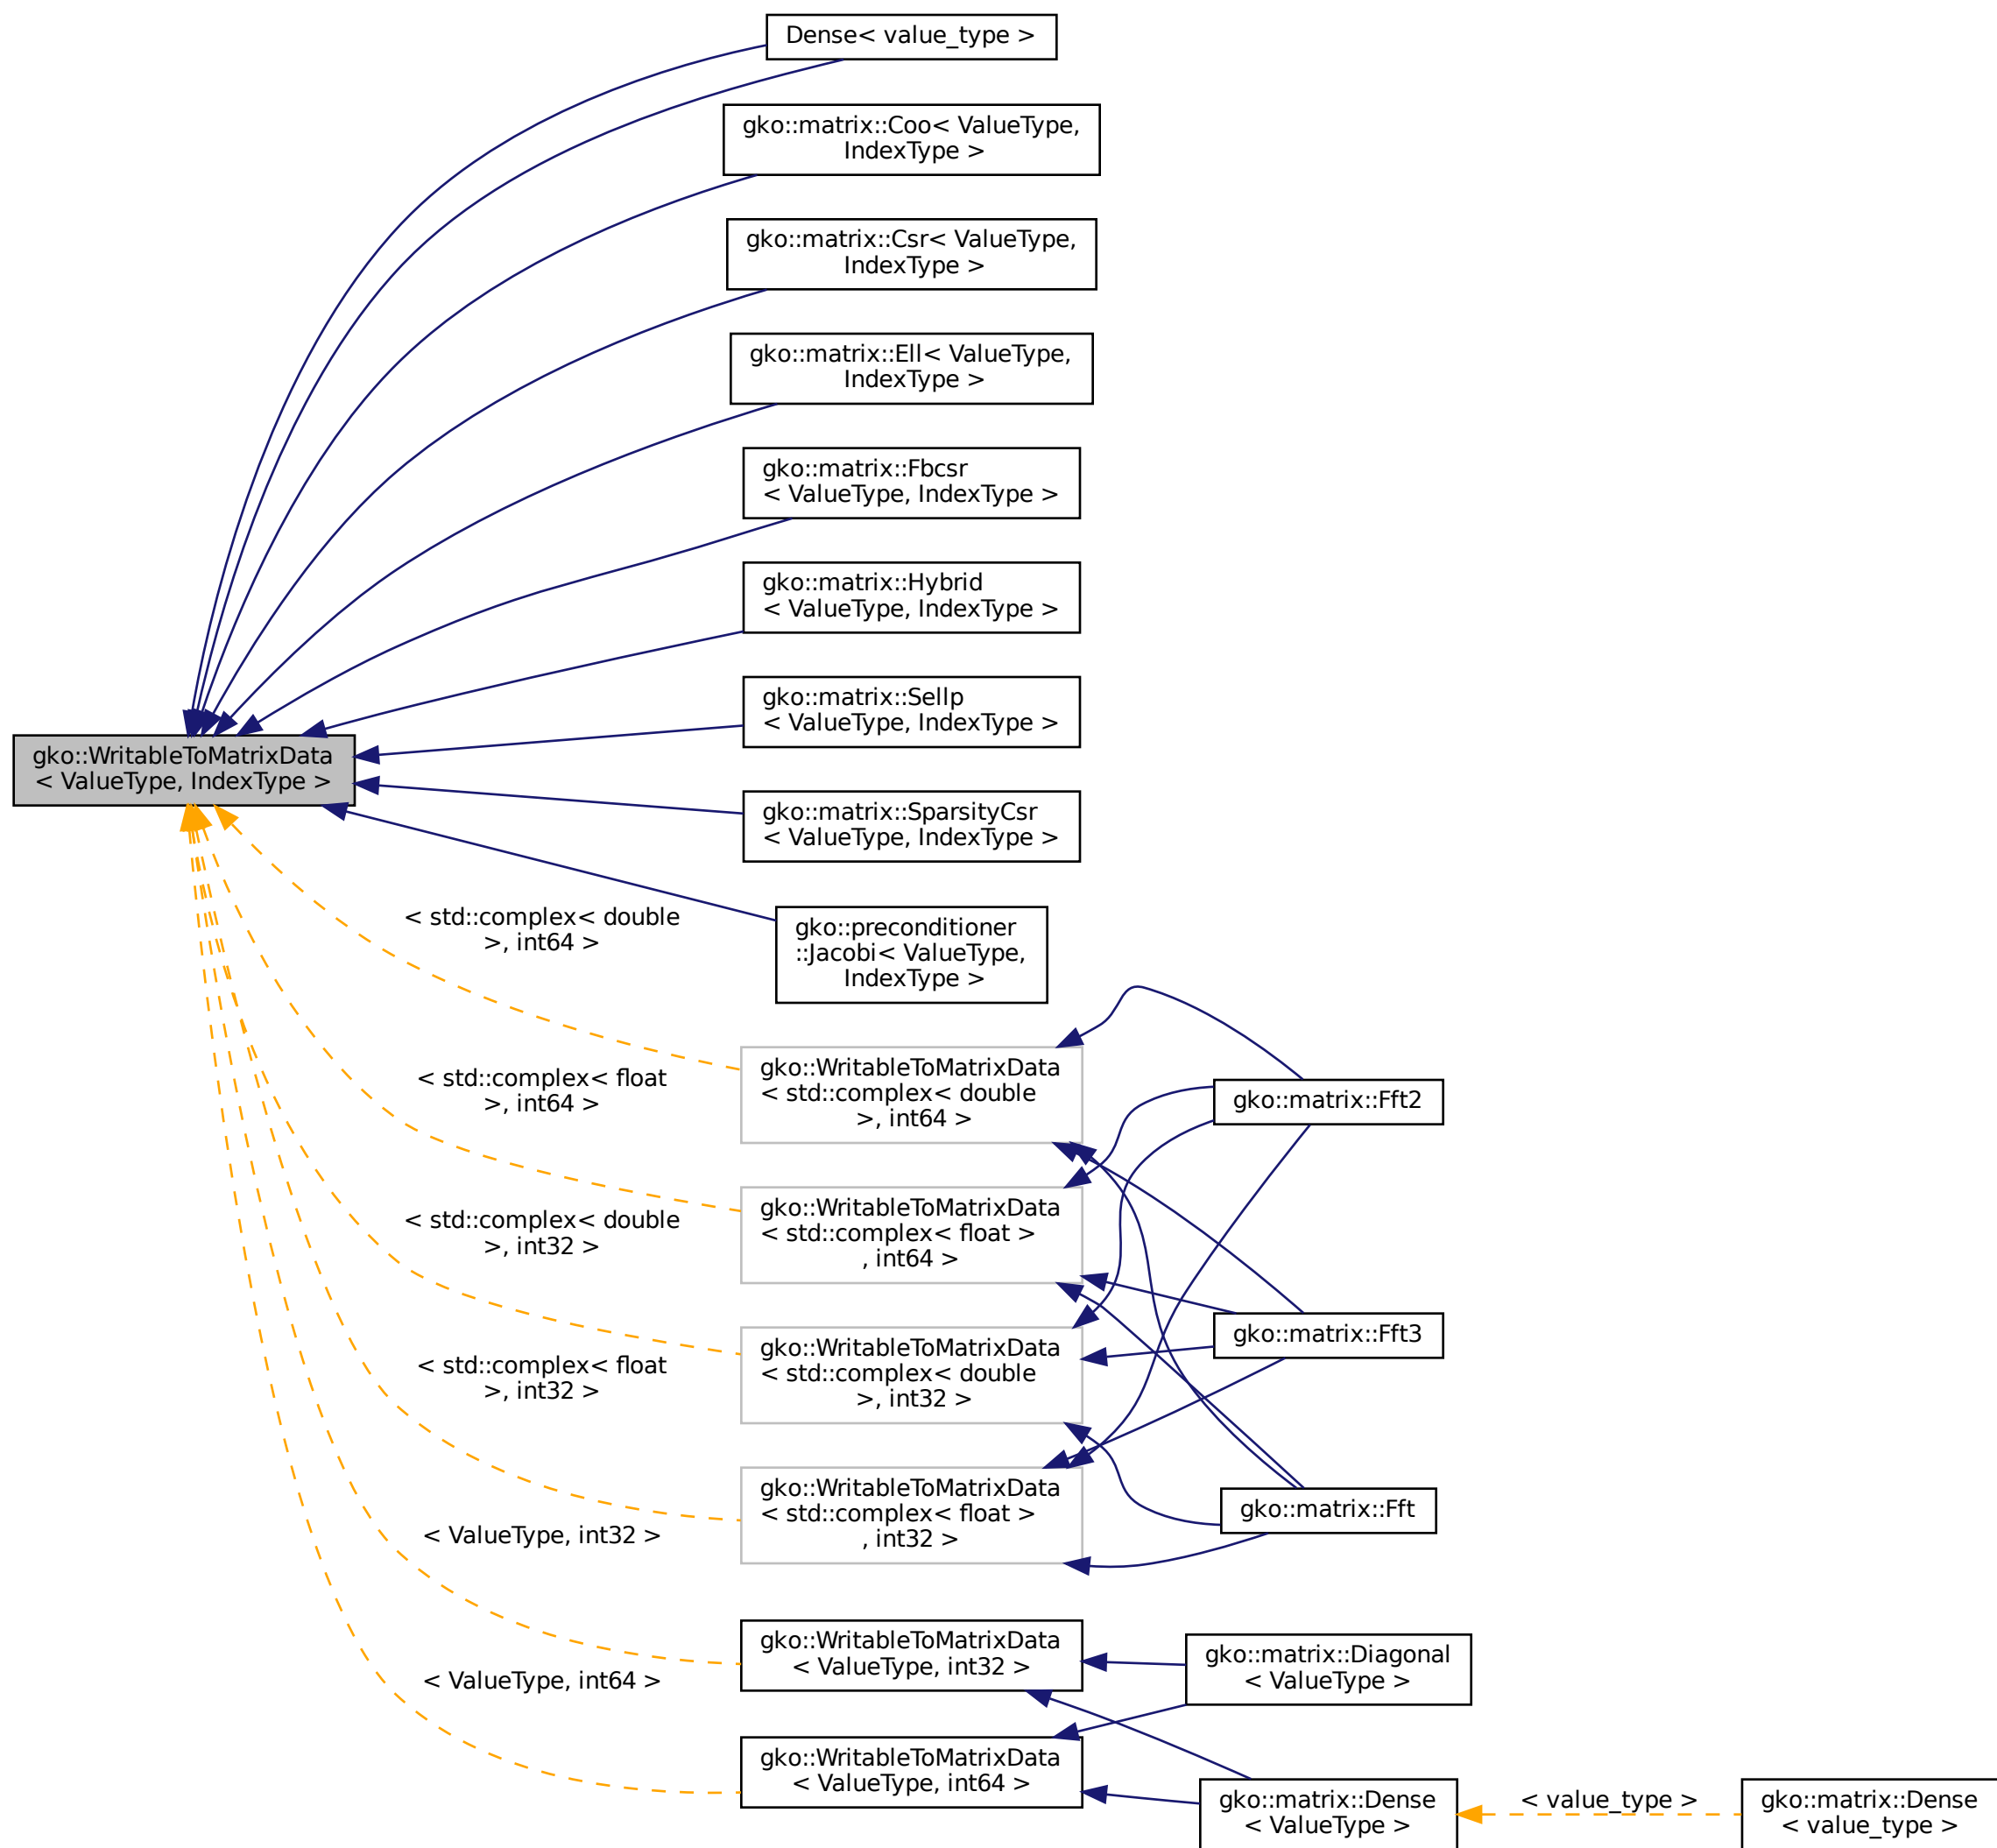 Dense< value_type >
gko::matrix::Coo< ValueType,
IndexType >
gko::matrix::Csr< ValueType,
IndexType >
gko::matrix::Ell< ValueType,
IndexType >
gko::matrix::Fbcsr
< ValueType, IndexType >
gko::matrix::Hybrid
< ValueType, IndexType >
gko::matrix::Sellp
< ValueType, IndexType >
gko::WritableToMatrixData
< ValueType, IndexType >
gko::matrix::SparsityCsr
< ValueType, IndexType >
gko::preconditioner
::Jacobi< ValueType,
IndexType >
< std::complex< double
>, int64 >
gko::WritableToMatrixData
< std::complex< double
>, int64 >
gko::matrix::Fft2
< std::complex< float
>, int64 >
gko::WritableToMatrixData
< std::complex< float >
, int64 >
< std::complex< double
>, int32 >
gko::matrix::Fft3
gko::WritableToMatrixData
< std::complex< double
>, int32 >
< std::complex< float
>, int32 >
gko::WritableToMatrixData
< std::complex< float >
, int32 >
gko::matrix::Fft
< ValueType, int32 >
gko::WritableToMatrixData
< ValueType, int32 >
gko::matrix::Diagonal
< ValueType >
< ValueType, int64 >
gko::WritableToMatrixData
< ValueType, int64 >
gko::matrix::Dense
< ValueType >
< value_type >
gko::matrix::Dense
< value_type >